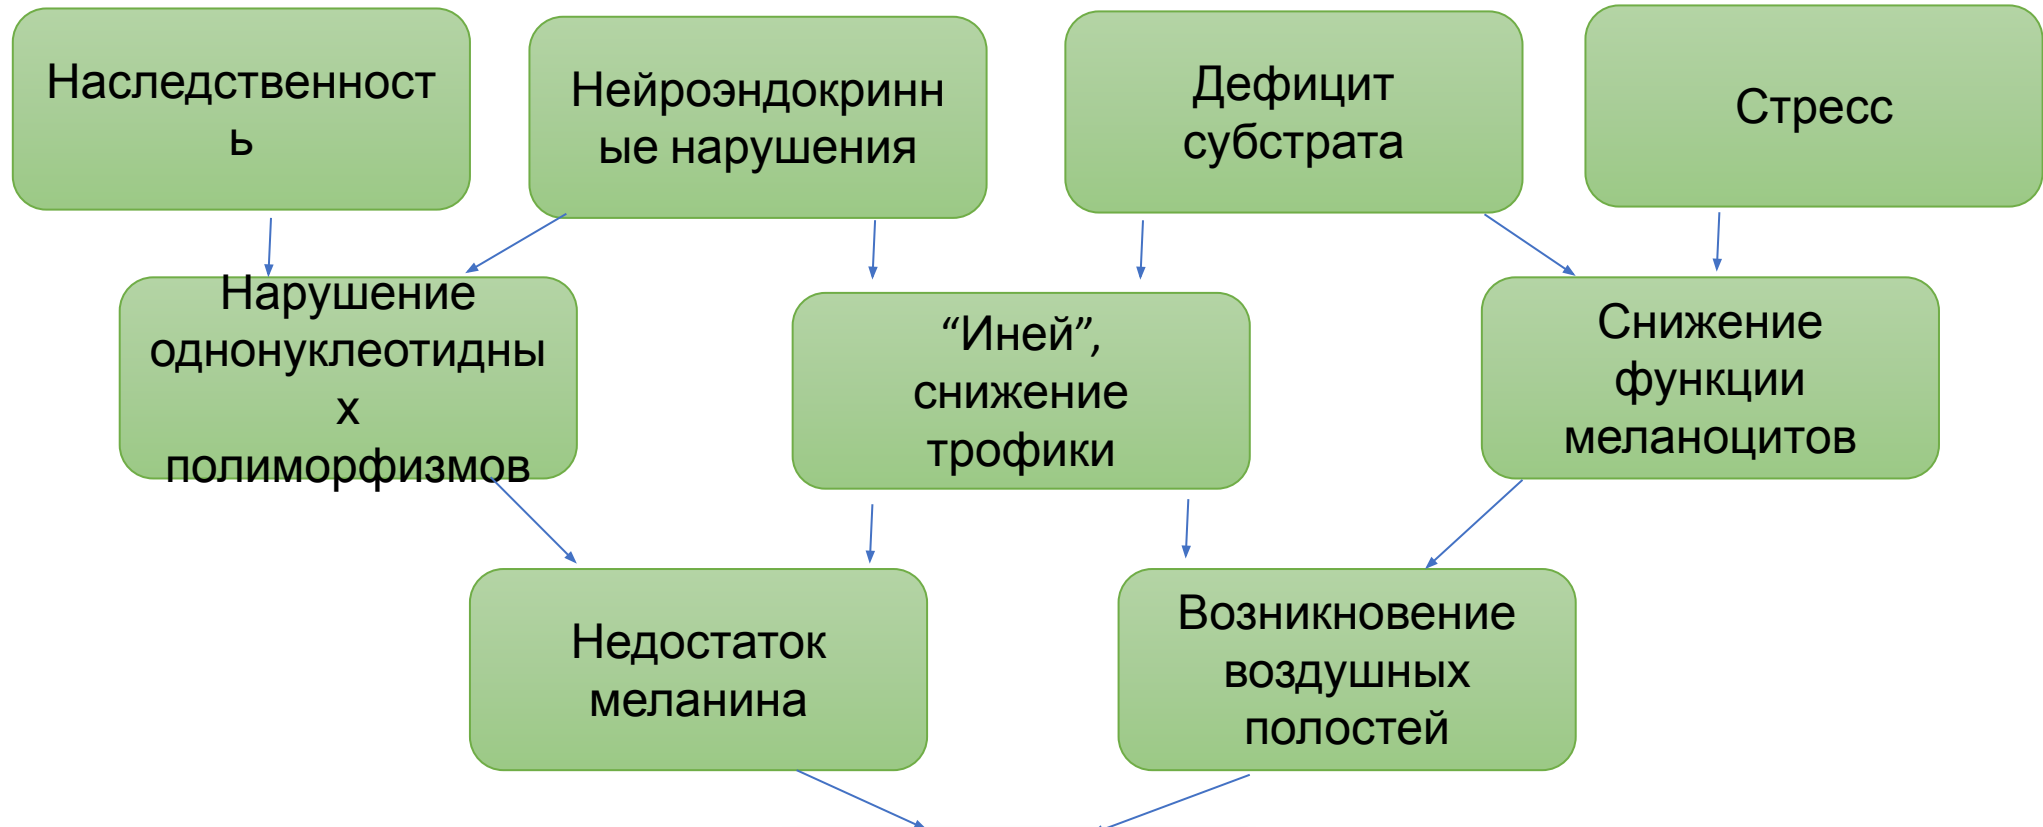 Наследственност
ь
Нейроэндокринн
ые нарушения
Дефицит
субстрата
Стресс
Нарушение
однонуклеотидны
х
полиморфизмов
“Иней”,
снижение
трофики
Снижение
функции
меланоцитов
Недостаток
меланина
Возникновение
воздушных
полостей